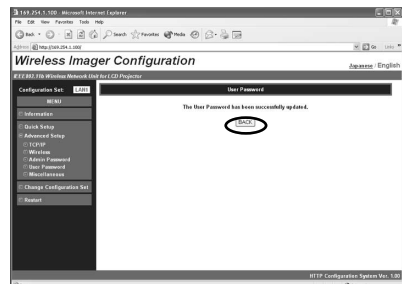 169.254.1.100 - Microsoft Internet Explorer
File Edit View Favorites Tools Help
Back Search Favorites Media
Address http://169.254.1.100/ Go Links
Wireless Imager Configuration
Japanese / English
IEEE802.11b Wireless Network Unit for LCD Projector
Configuration Set: LAN1
MENU
Information
Quick Setup
Advanced Setup
TCP/IP
Wireless
Admin Password
User Password
Miscellaneous
Change Configuration Set
Restart
User Password
The User Password has been successfully updated.
BACK
HTTP Configuration System Ver. 1.00